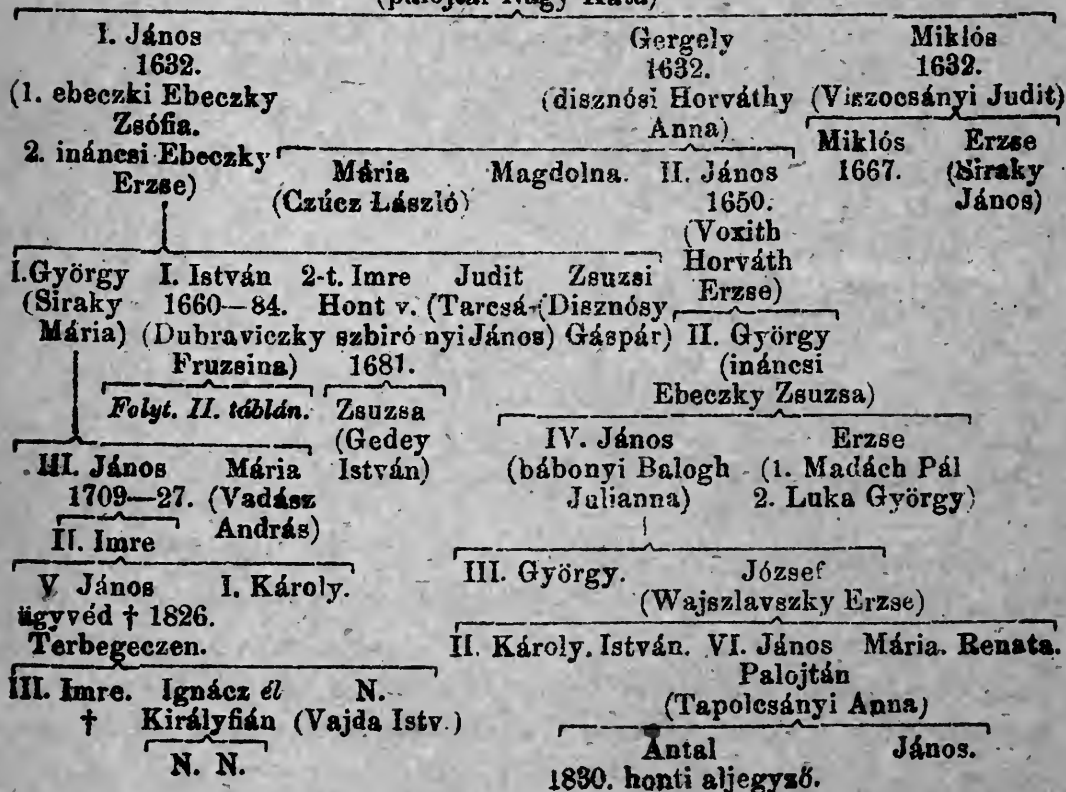 I. János Gergely Miklós
1632. 1632. 1632.
(1. ebeczki Ebeczky (disznósi Horváthy (Viszocsányi Judit)
Zsófia. Anna)
2. ináncsi Ebeczky Mária Magdolna. II. János Miklós Erzse
Erzse) (Czúcz László) 1650. 1667. (Siraky
(Voxith János)
I.György I. István 2-t. Imre Judit Zsuzsi Horváth
(Siraky 1660—84. Hont v. (Tarcsá- (Disznósy Erzse)
Mária) (Dubraviczky szbiró nyi János) Gáspár) II. György
Fruzsina) 1681. (ináncsi
Folyt. II. táblán. Zsuzsa Ebeczky Zsuzsa)
(Gedey IV. János Erzse
III. János Mária István) (bábonyi Balogh (1. Madách Pál
1709—27. (Vadász Julianna) 2. Luka György)
II. Imre András)
V János I. Károly. III. György. József
ügyvéd † 1826. (Wajszlavszky Erzse)
Terbegeczen. II. Károly. István. VI. János Mária. Renata.
III. Imre. Ignácz él N. Palojtán
† Királyfián (Vajda Istv.) (Tapolcsányi Anna)
N. N. Antal János.
1830. honti aljegyző.